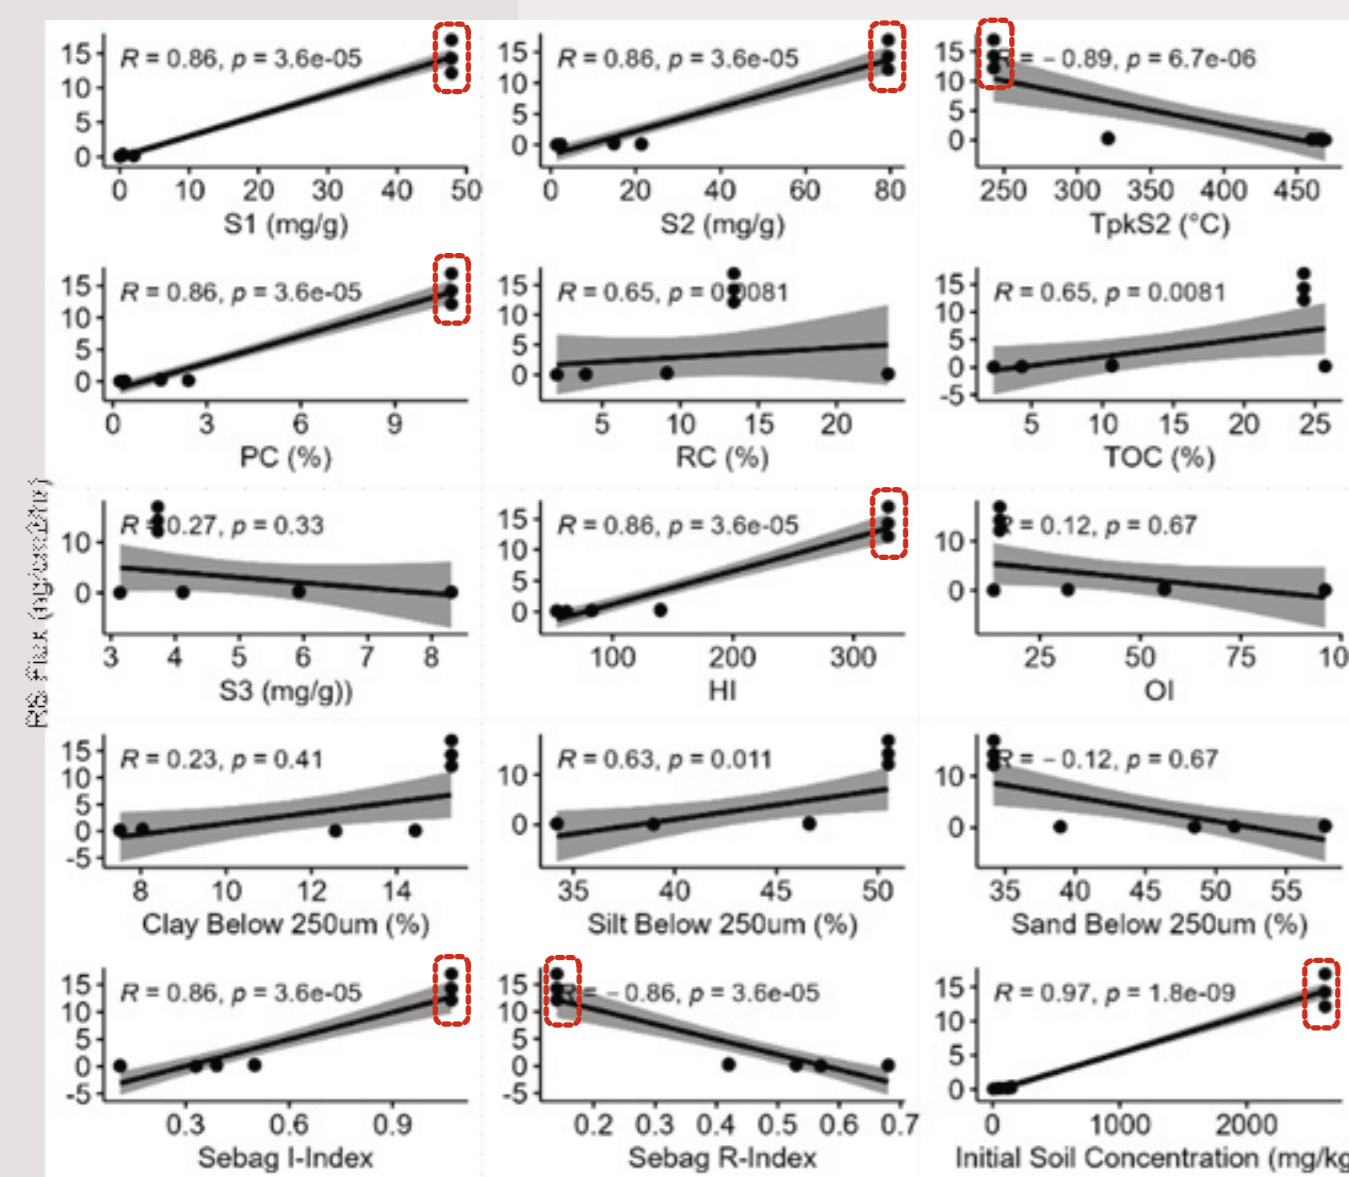 R = 0.86, p = 3.6e-05
R = 0.86, p = 3.6e-05
= - 0.89, p = 6.7e-06
15
10
5
0
15
10
5
0
15
10
5
0
0 10 20 30 40 50
0 20 40 60 80
250 300 350 400 450
S1 (mg/g)
S2 (mg/g)
TpkS2 (°C)
R = 0.86, p = 3.6e-05
R = 0.65, p = 0.0081
R = 0.65, p = 0.0081
15
10
5
0
15
10
5
0
15
10
5
0
-5
0 3 6 9
5 10 15 20
5 10 15 20 25
PC (%)
RC (%)
TOC (%)
R 0.27, p = 0.33
R = 0.86, p = 3.6e-05
= 0.12, p = 0.67
10
0
15
10
5
0
10
0
3 4 5 6 7 8
100 200 300
25 50 75 10
S3 (mg/g))
HI
OI
RS Flux
R = 0.23, p = 0.41
R = 0.63, p = 0.011
R = - 0.12, p = 0.67
15
10
5
0
-5
10
0
10
0
8 10 12 14
35 40 45 50
35 40 45 50 55
Clay Below 250um (%)
Silt Below 250um (%)
Sand Below 250um (%)
R = 0.86, p = 3.6e-05
- 0.86, p = 3.6e-05
R = 0.97, p = 1.8e-09
15
10
5
0
-5
15
10
5
0
-5
15
10
5
0
0.3 0.6 0.9
0.2 0.3 0.4 0.5 0.6 0.7
0 1000 2000
Sebag I-Index
Sebag R-Index
Initial Soil Concentration (mg/kg